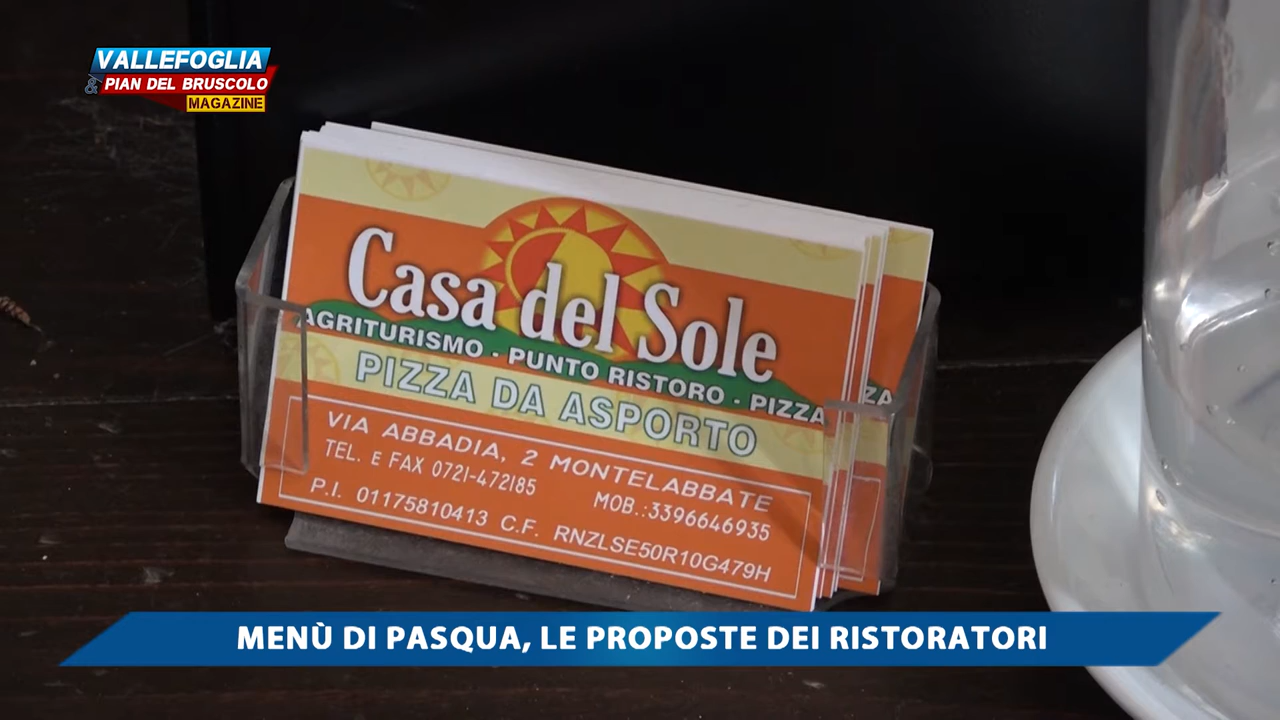 VALLEFOGLIA
& PIAN DEL BRUSCOLO
MAGAZINE
Casa del Sole
AGRITURISMO - PUNTO RISTORO - PIZZA
PIZZA DA ASPORTO
VIA ABBADIA, 2 MONTELABBATE
TEL. E FAX 0721-472185
MOB.:3396646935
P.I. 01175810413 C.F. RNZLSE50R10G479H
ZZA
MENÙ DI PASQUA, LE PROPOSTE DEI RISTORATORI